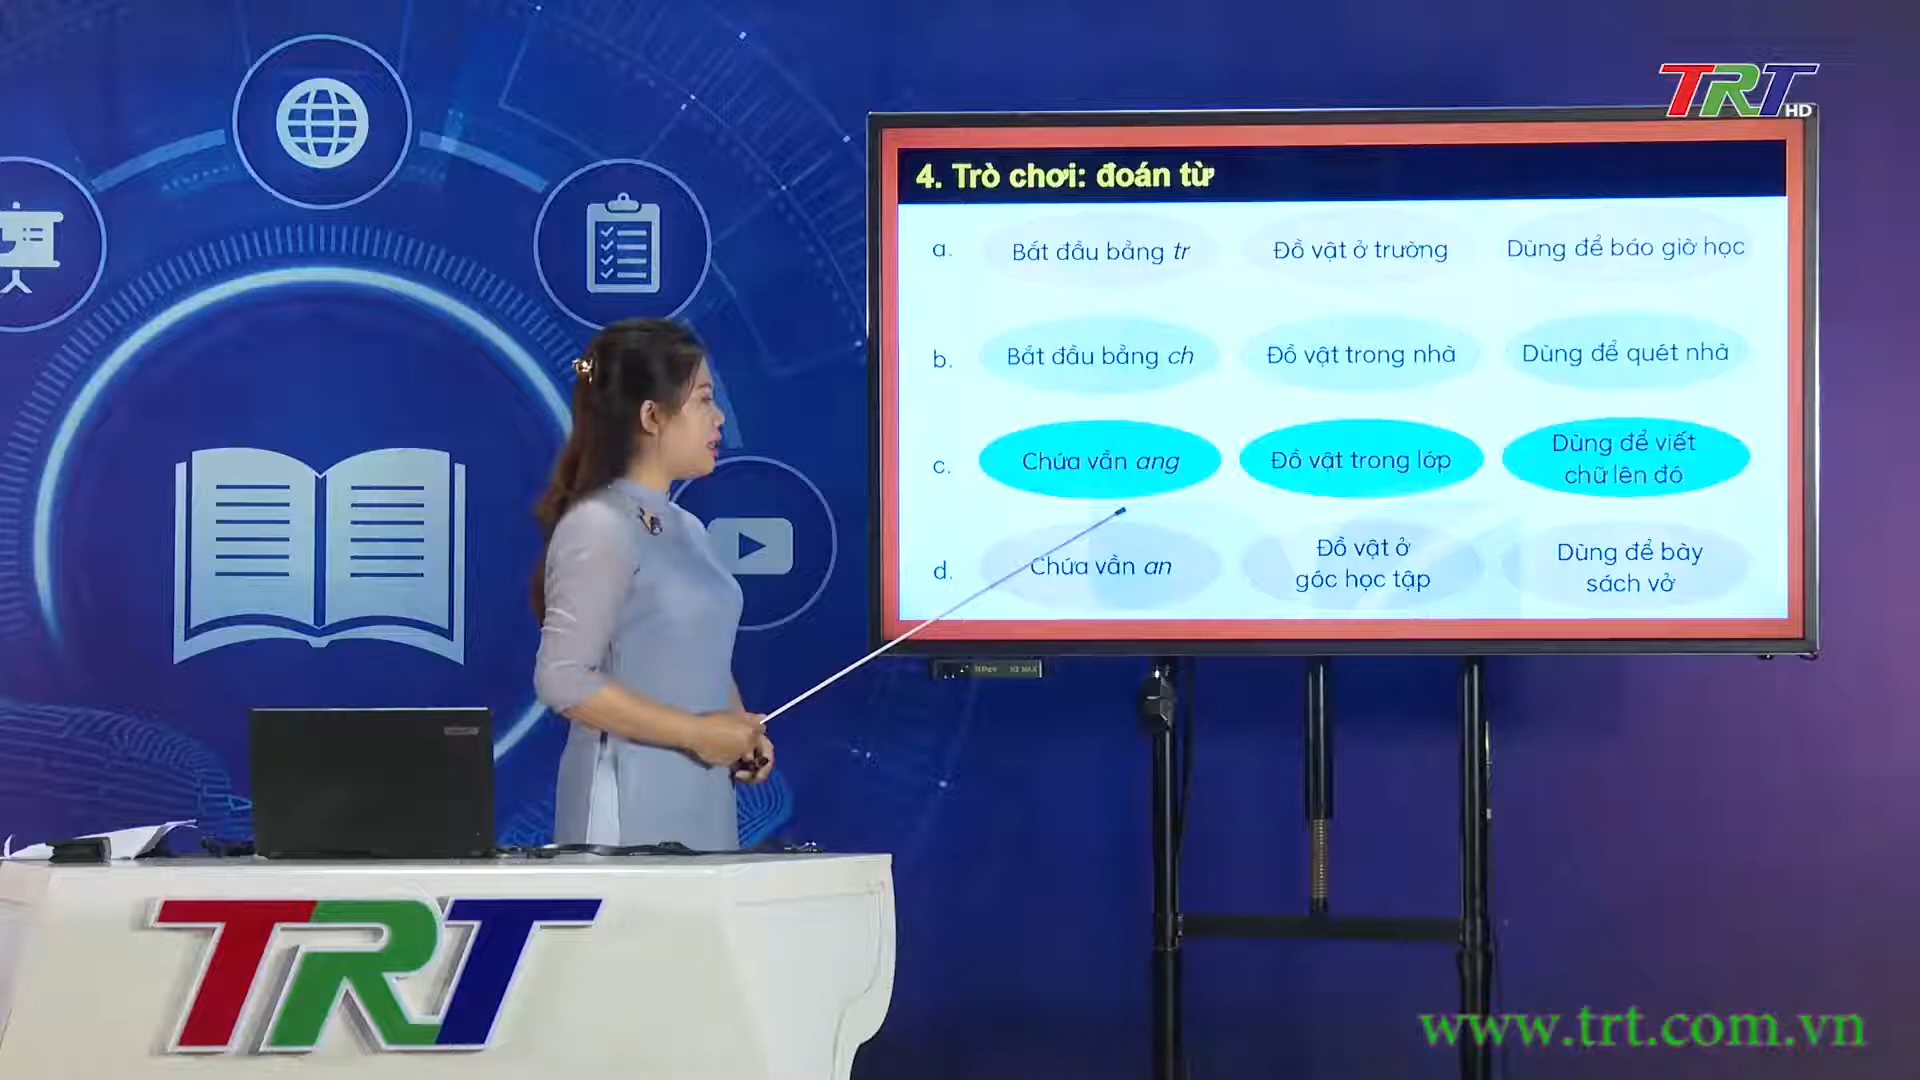 TRT HD
4. Trò chơi: đoán từ
a. Bắt đầu bằng tr Đồ vật ở trường Dùng để báo giờ học
b. Bắt đầu bằng ch Đồ vật trong nhà Dùng để quét nhà
c. Chứa vần ang Đồ vật trong lớp Dùng để viết
chữ lên đó
d. Chứa vần an Đồ vật ở
góc học tập Dùng để bày
sách vở
TRT
www.trt.com.vn